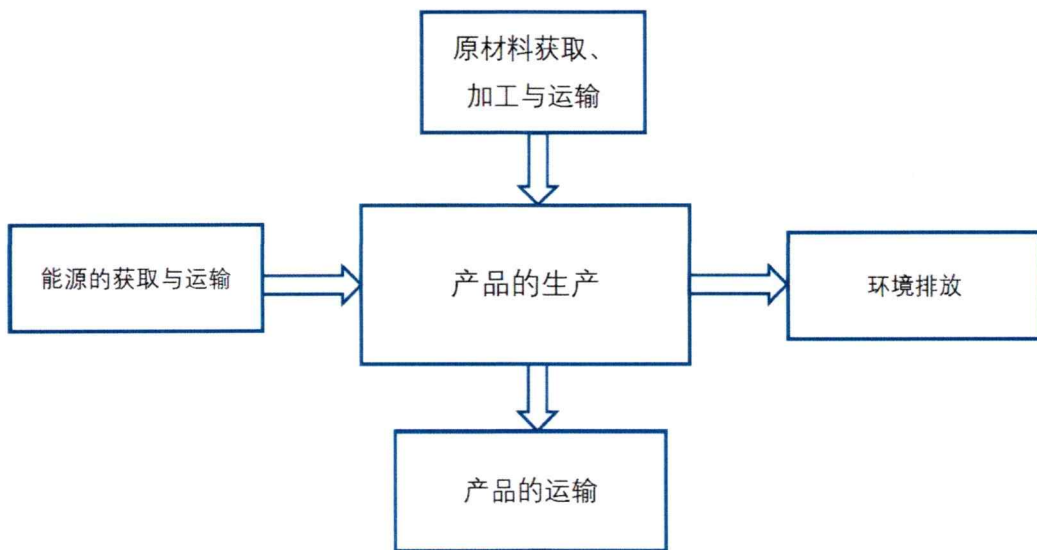 原材料获取、
加工与运输
能源的获取与运输
产品的生产
环境排放
产品的运输